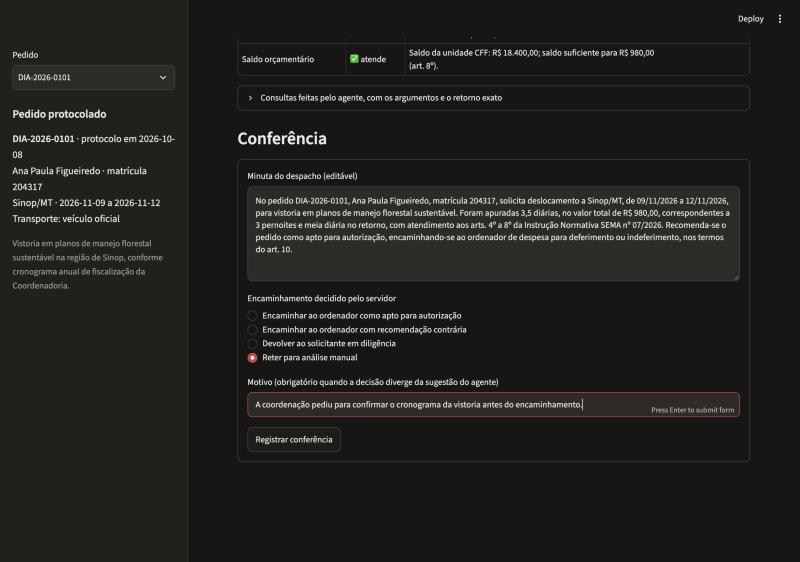 Deploy
Pedido
DIA-2026-0101
Pedido protocolado
DIA-2026-0101 · protocolo em 2026-10-
08
Ana Paula Figueiredo · matrícula
204317
Sinop/MT · 2026-11-09 a 2026-11-12
Transporte: veículo oficial
Vistoria em planos de manejo florestal
sustentável na região de Sinop, conforme
cronograma anual de fiscalização da
Coordenadoria.
Saldo orçamentário
atende
Saldo da unidade CFF: R$ 18.400,00; saldo suficiente para R$ 980,00
(art. 8º).
Consultas feitas pelo agente, com os argumentos e o retorno exato
Conferência
Minuta do despacho (editável)
No pedido DIA-2026-0101, Ana Paula Figueiredo, matrícula 204317, solicita deslocamento a Sinop/MT, de 09/11/2026 a 12/11/2026,
para vistoria em planos de manejo florestal sustentável. Foram apuradas 3,5 diárias, no valor total de R$ 980,00, correspondentes a
3 pernoites e meia diária no retorno, com atendimento aos arts. 4º a 8º da Instrução Normativa SEMA nº 07/2026. Recomenda-se o
pedido como apto para autorização, encaminhando-se ao ordenador de despesa para deferimento ou indeferimento, nos termos
do art. 10.
Encaminhamento decidido pelo servidor
Encaminhar ao ordenador como apto para autorização
Encaminhar ao ordenador com recomendação contrária
Devolver ao solicitante em diligência
Reter para análise manual
Motivo (obrigatório quando a decisão diverge da sugestão do agente)
A coordenação pediu para confirmar o cronograma da vistoria antes do encaminhamento.
Press Enter to submit form
Registrar conferência